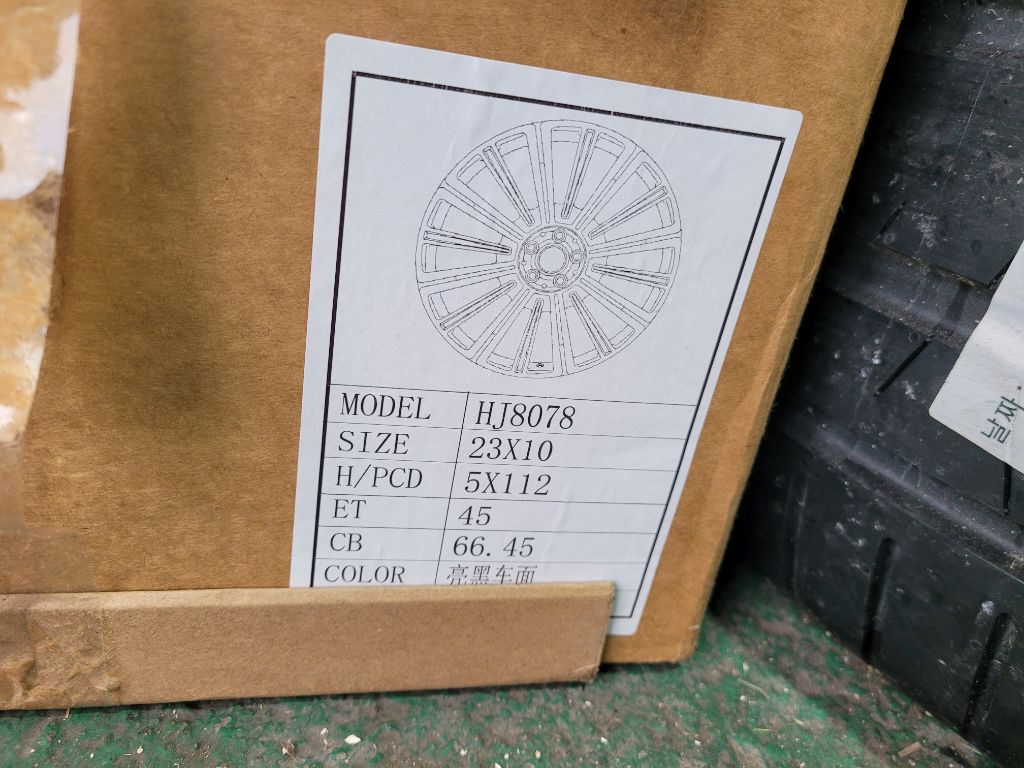 MODEL HJ8078
SIZE 23X10
H/PCD 5X112
ET 45
CB 66.45
COLOR 亮黑车面